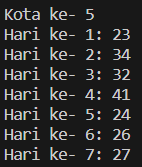 Kota ke- 5
Hari ke- 1: 23
Hari ke- 2: 34
Hari ke- 3: 32
Hari ke- 4: 41
Hari ke- 5: 24
Hari ke- 6: 26
Hari ke- 7: 27